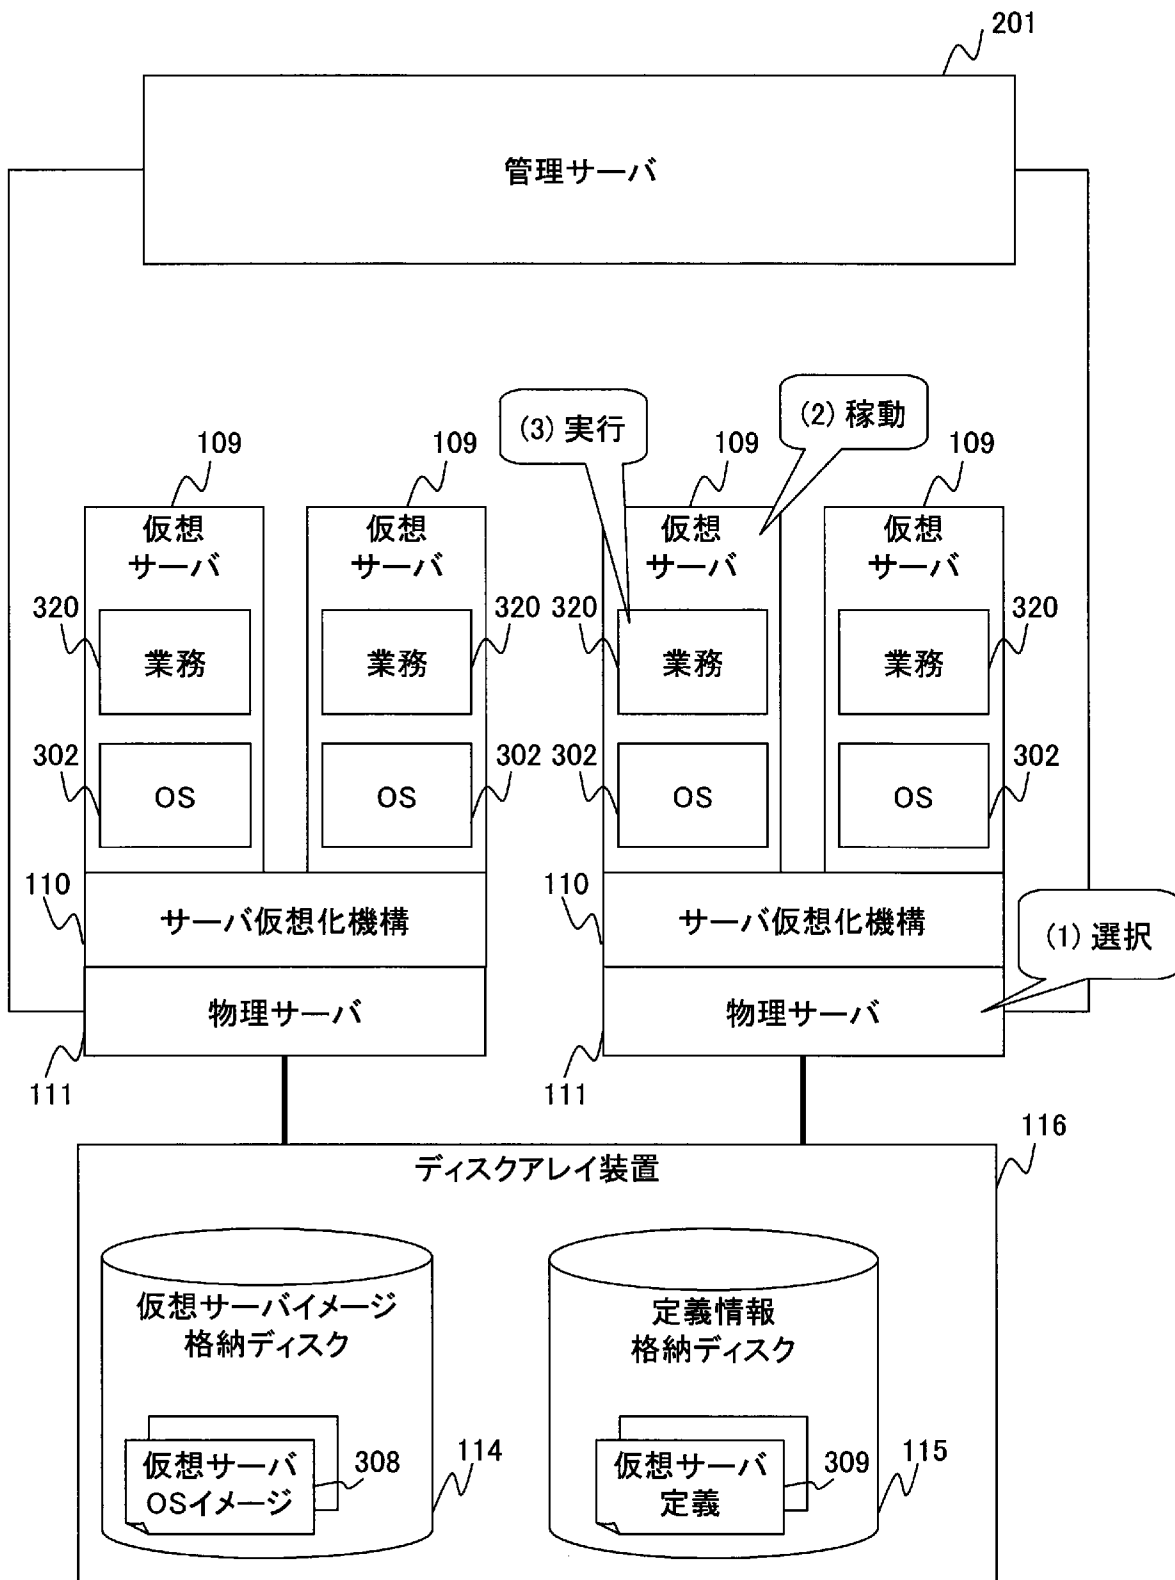 201
管理サーバ
(3) 実行
(2) 稼動
109
109
109
109
仮想
サーバ
仮想
サーバ
仮想
サーバ
仮想
サーバ
320
業務
業務
320
320
業務
業務
320
302
OS
OS
302
302
OS
OS
302
110
サーバ仮想化機構
110
サーバ仮想化機構
(1) 選択
物理サーバ
物理サーバ
111
111
116
ディスクアレイ装置
仮想サーバイメージ
格納ディスク
定義情報
格納ディスク
仮想サーバ
OSイメージ
308
114
仮想サーバ
定義
309
115